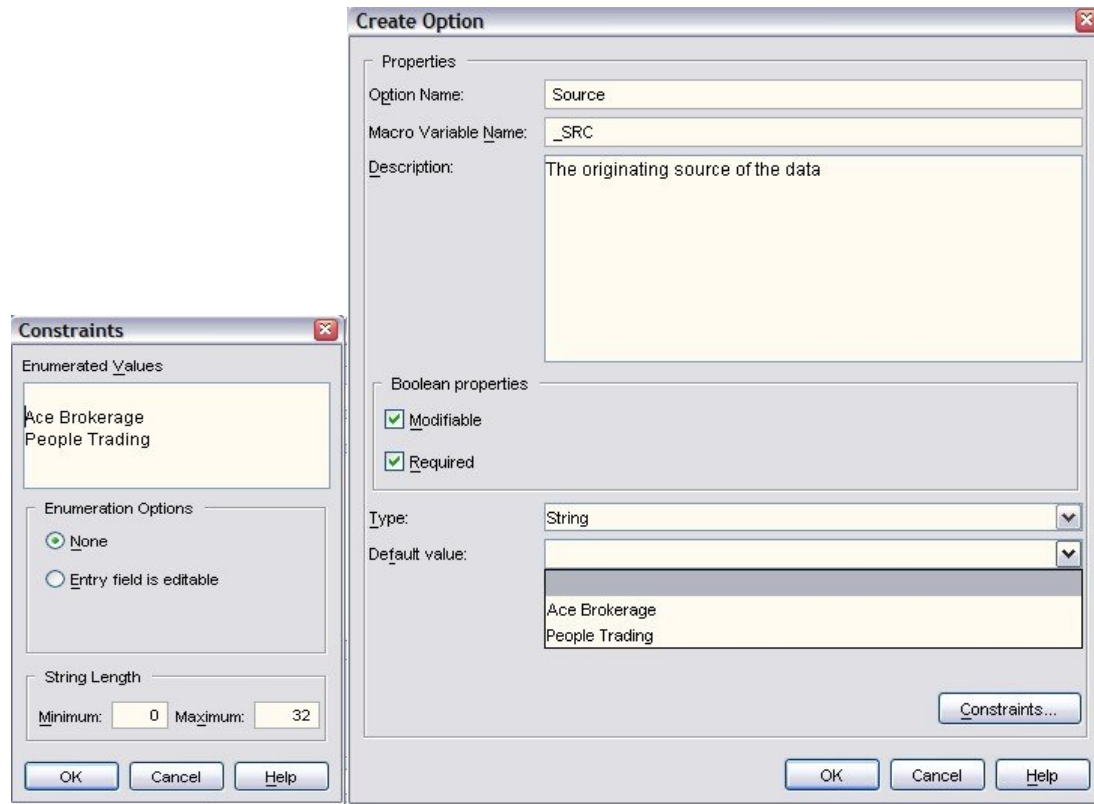 Constraints
Enumerated Values
Ace Brokerage
People Trading
Enumeration Options
None
Entry field is editable
String Length
Minimum: 0 Maximum: 32
OK Cancel Help
Create Option
Properties
Option Name: Source
Macro Variable Name: _SRC
Description: The originating source of the data
Boolean properties
Modifiable
Required
Type: String
Default value:
Ace Brokerage
People Trading
Constraints...
OK Cancel Help